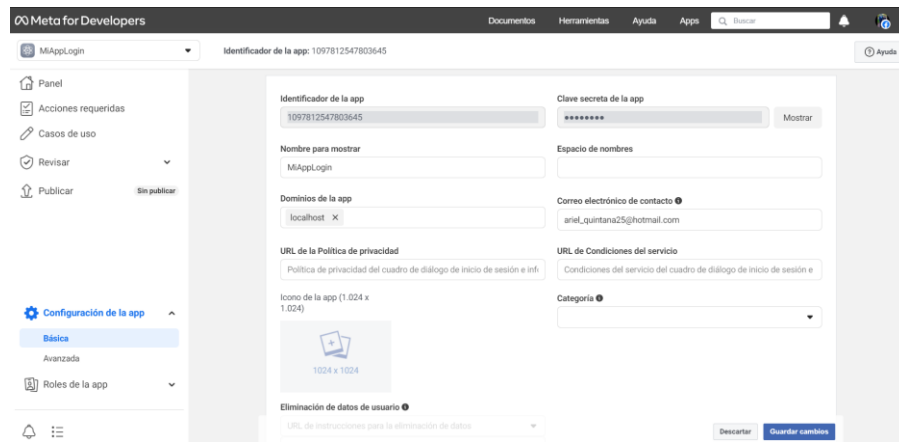 Meta for Developers
Documentos Herramientas Ayuda Apps Buscar
MiAppLogin
Identificador de la app: 1097812547803645
Ayuda
Panel
Acciones requeridas
Casos de uso
Revisar
Publicar Sin publicar
Configuración de la app
Básica
Avanzada
Roles de la app
Identificador de la app
1097812547803645
Clave secreta de la app
●●●●●●●●
Mostrar
Nombre para mostrar
MiAppLogin
Espacio de nombres
Dominios de la app
localhost ×
Correo electrónico de contacto
ariel_quintana25@hotmail.com
URL de la Política de privacidad
Política de privacidad del cuadro de diálogo de inicio de sesión e info
URL de Condiciones del servicio
Condiciones del servicio del cuadro de diálogo de inicio de sesión e
Icono de la app (1.024 x
1.024)
1024 x 1024
Categoría
Eliminación de datos de usuario
URL de instrucciones para la eliminación de datos
Descartar Guardar cambios